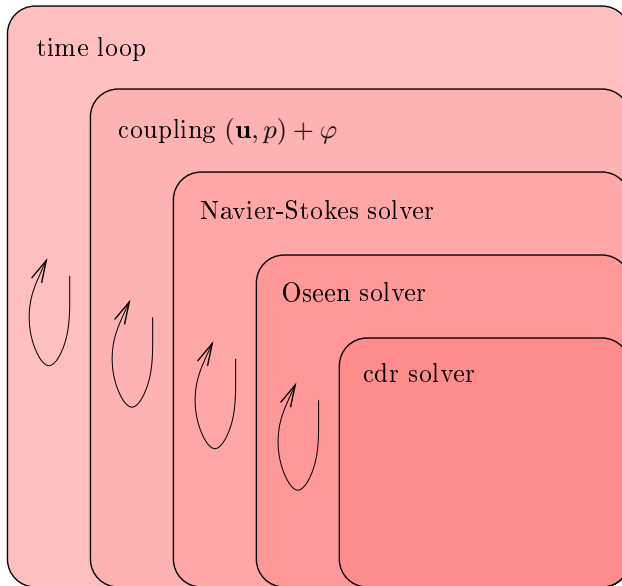 time loop
coupling (u, p) + φ
Navier-Stokes solver
Oseen solver
cdr solver